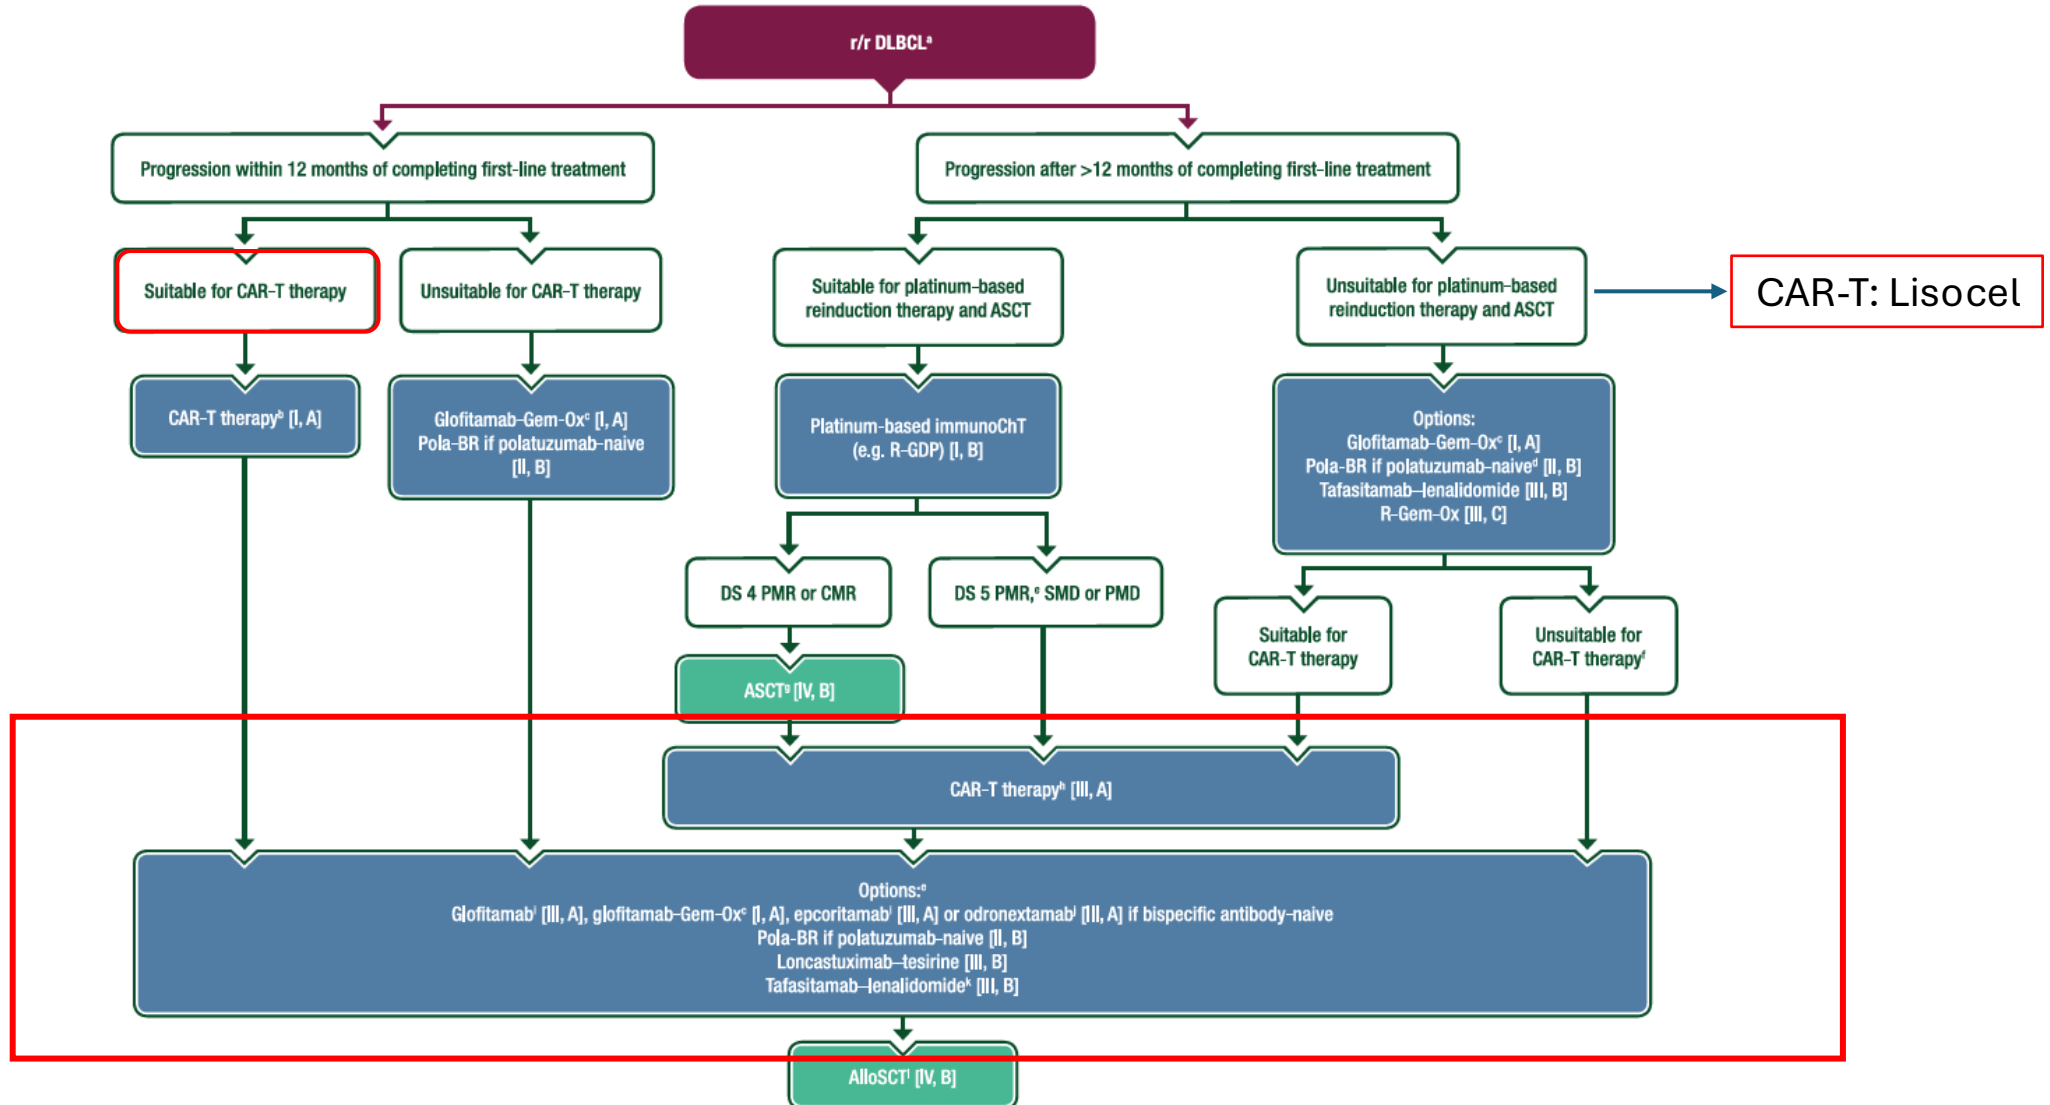 r/r DLBCLᵃ
Progression within 12 months of completing first-line treatment
Progression after >12 months of completing first-line treatment
Suitable for CAR-T therapy
Unsuitable for CAR-T therapy
Suitable for platinum-based
reinduction therapy and ASCT
Unsuitable for platinum-based
reinduction therapy and ASCT
CAR-T: Lisocel
CAR-T therapyᵇ [I, A]
Glofitamab-Gem-Oxᶜ [I, A]
Pola-BR if polatuzumab-naive
[II, B]
Platinum-based immunoChT
(e.g. R-GDP) [I, B]
Options:
Glofitamab-Gem-Oxᶜ [I, A]
Pola-BR if polatuzumab-naiveᵈ [II, B]
Tafasitamab–lenalidomide [III, B]
R-Gem-Ox [III, C]
DS 4 PMR or CMR
DS 5 PMR,ᵉ SMD or PMD
Suitable for
CAR-T therapy
Unsuitable for
CAR-T therapyᶠ
ASCTᵍ [IV, B]
CAR-T therapyʰ [III, A]
Options:ᵉ
Glofitamabⁱ [III, A], glofitamab-Gem-Oxᶜ [I, A], epcoritamabⁱ [III, A] or odronextamabʲ [III, A] if bispecific antibody-naive
Pola-BR if polatuzumab-naive [II, B]
Loncastuximab–tesirine [III, B]
Tafasitamab–lenalidomideᵏ [III, B]
AlloSCTˡ [IV, B]